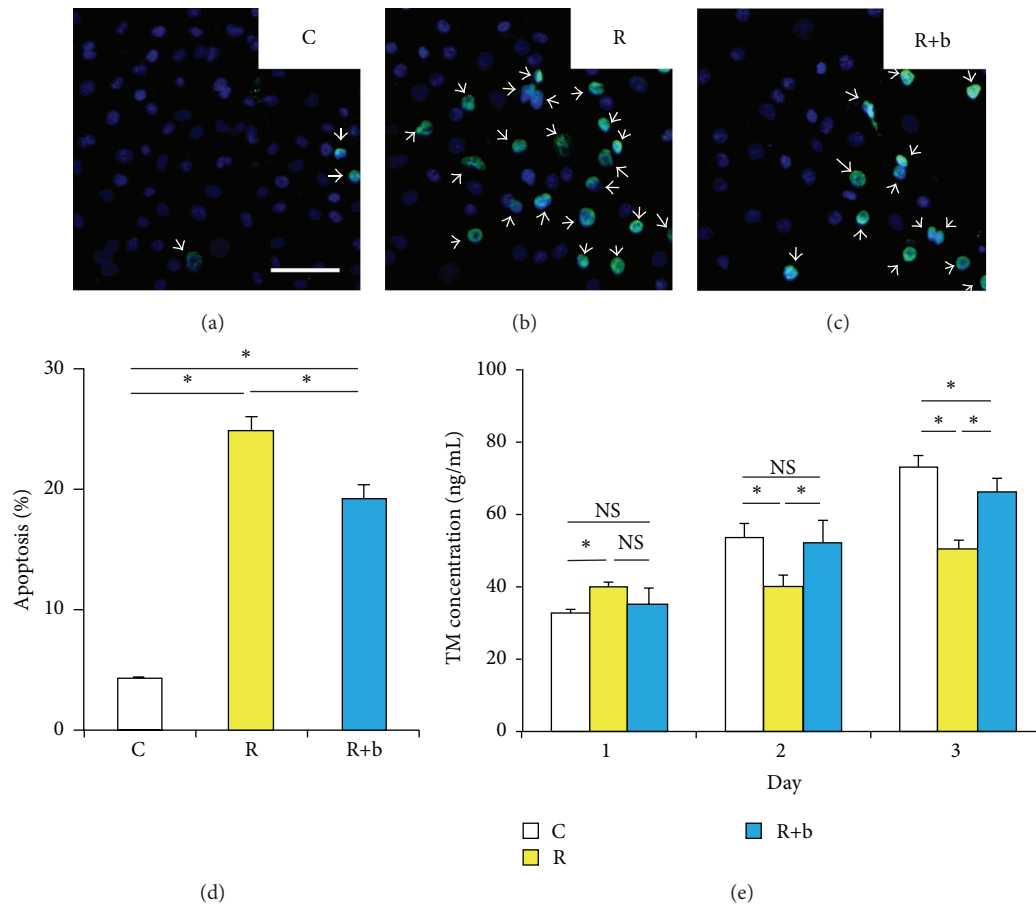 C
R
R+b
(a)
(b)
(c)
Apoptosis (%)
30
20
10
0
*
*
*
C
R
R+b
(d)
TM concentration (ng/mL)
100
80
60
40
20
0
NS
*
NS
NS
*
*
*
*
*
1
2
3
Day
C
R
R+b
(e)